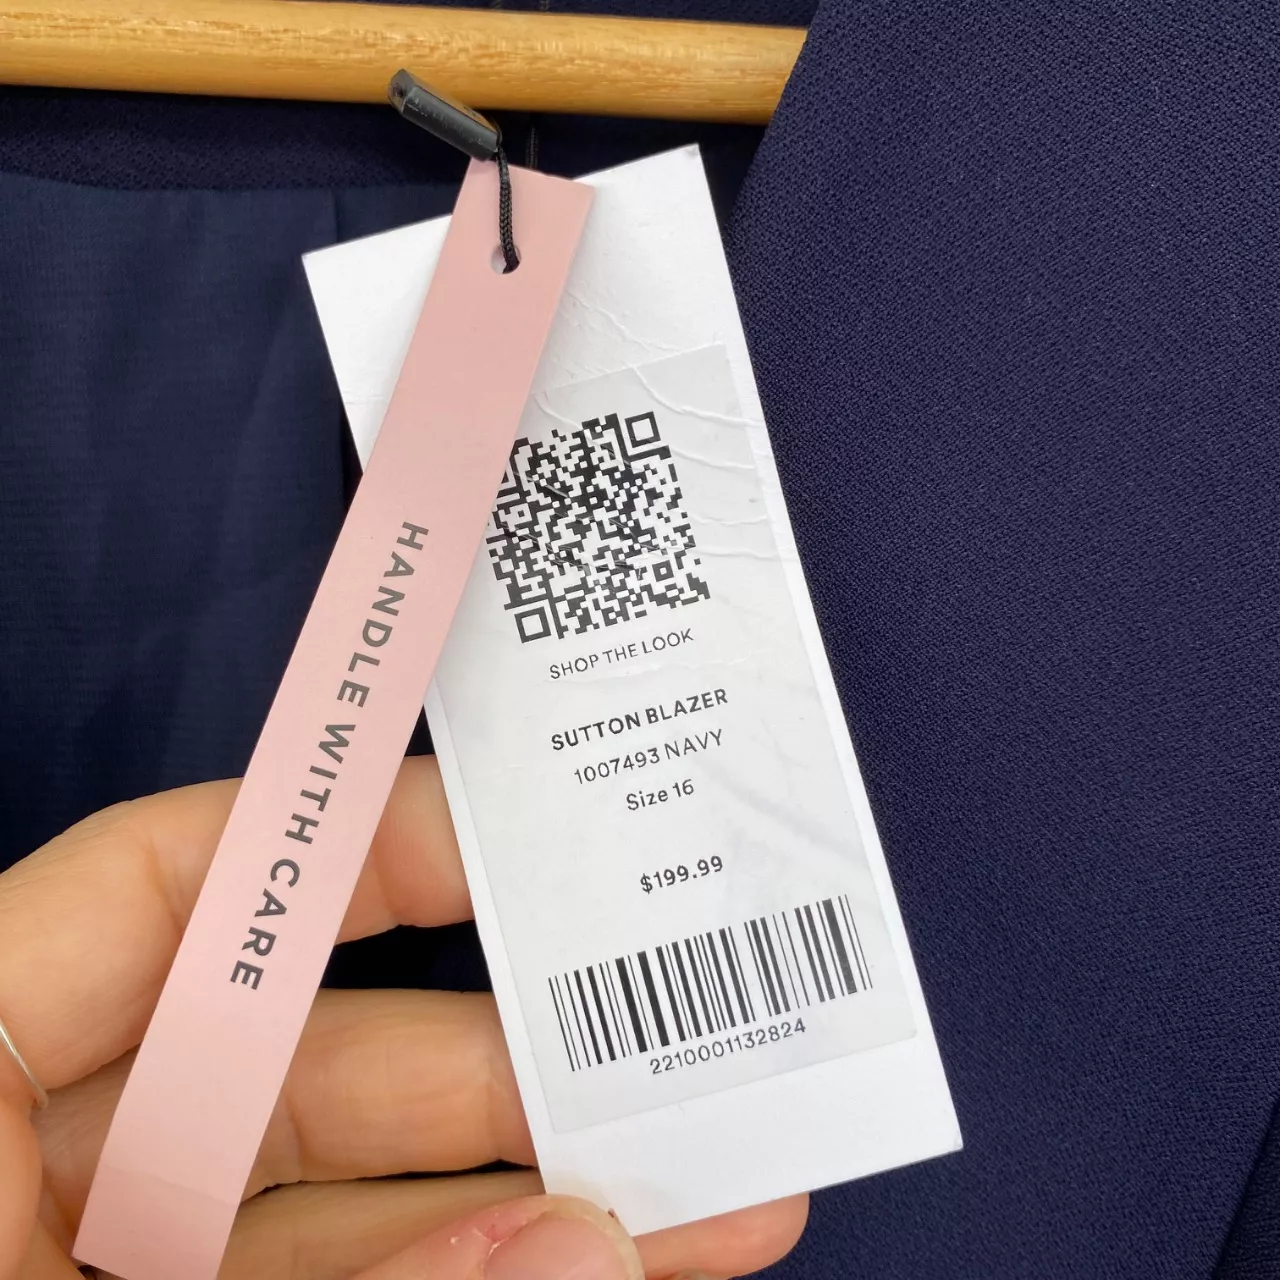 HANDLE WITH CARE
SHOP THE LOOK
SUTTON BLAZER
1007493 NAVY
Size 16
$199.99
2210001132824